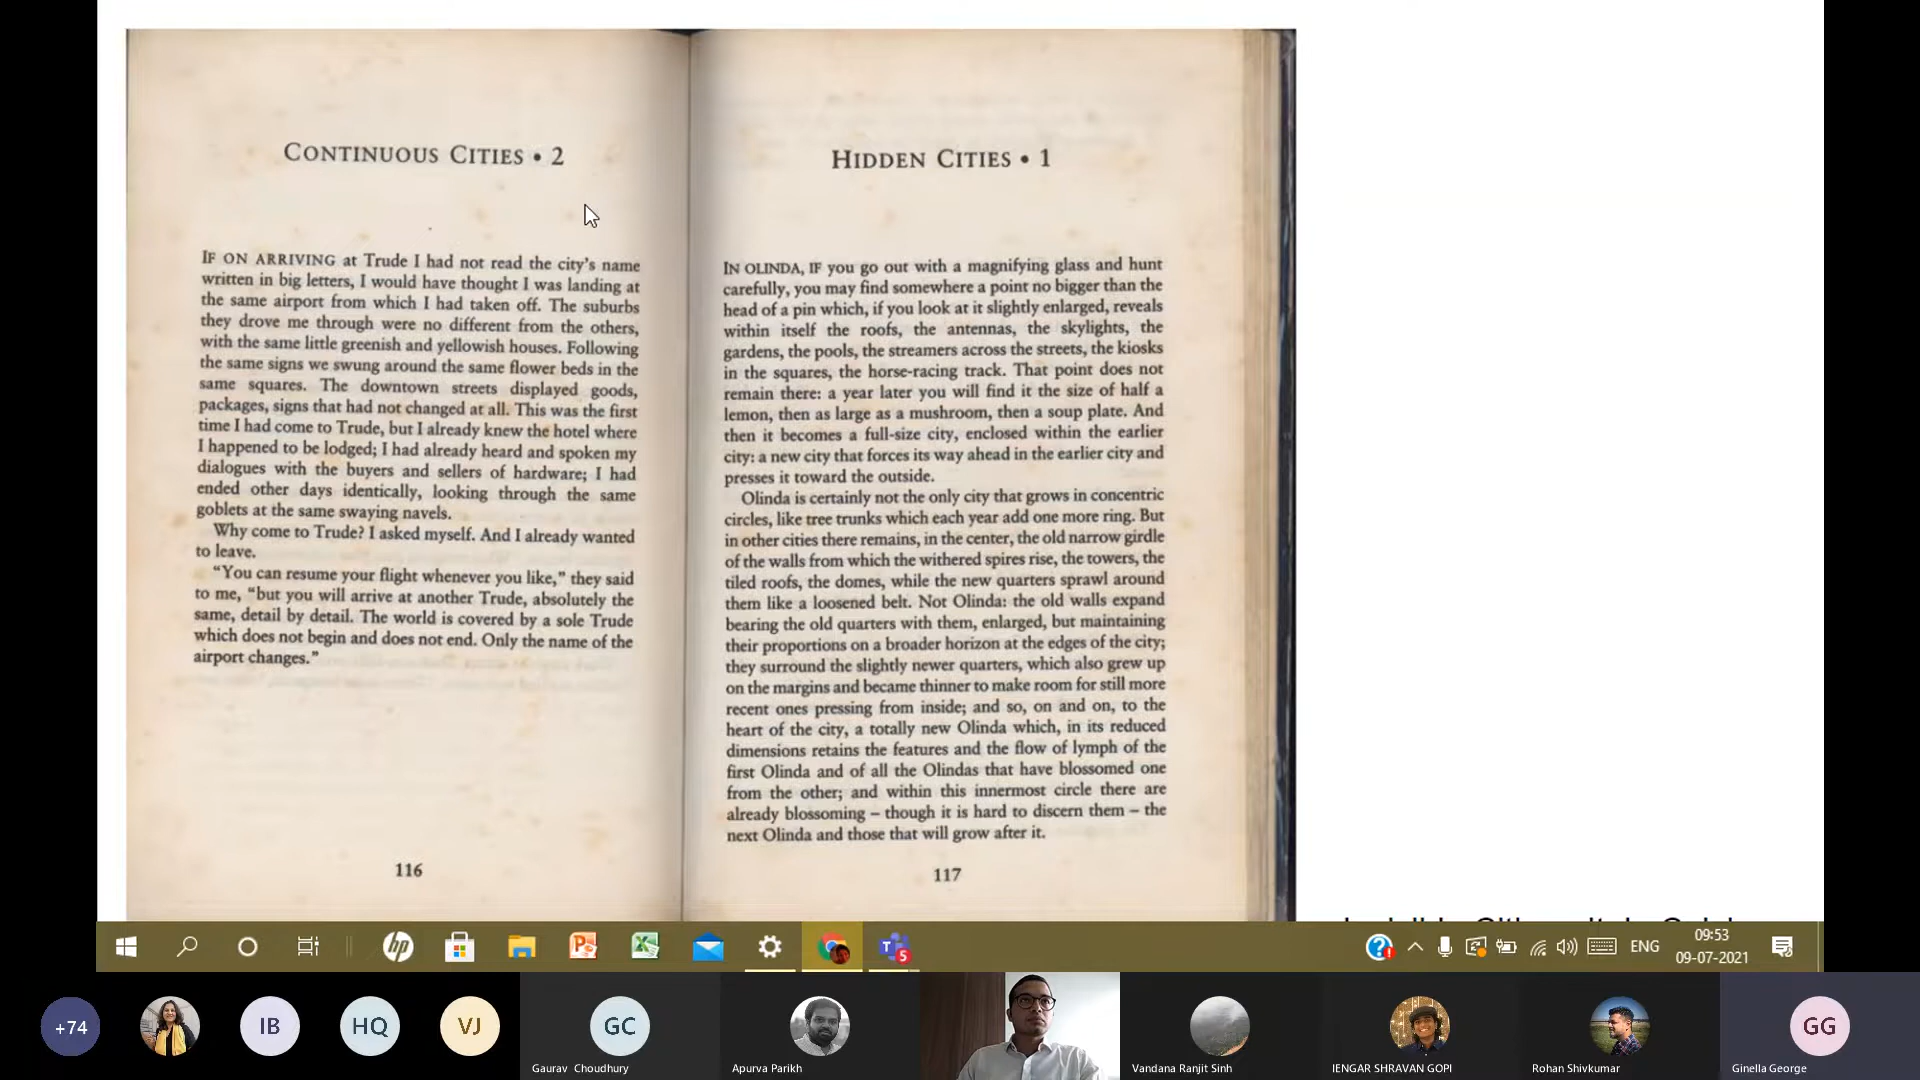 CONTINUOUS CITIES • 2
IF ON ARRIVING at Trude I had not read the city's name
written in big letters, I would have thought I was landing at
the same airport from which I had taken off. The suburbs
they drove me through were no different from the others,
with the same little greenish and yellowish houses. Following
the same signs we swung around the same flower beds in the
same squares. The downtown streets displayed goods,
packages, signs that had not changed at all. This was the first
time I had come to Trude, but I already knew the hotel where
I happened to be lodged; I had already heard and spoken my
dialogues with the buyers and sellers of hardware; I had
ended other days identically, looking through the same
goblets at the same swaying navels.
Why come to Trude? I asked myself. And I already wanted
to leave.
"You can resume your flight whenever you like," they said
to me, "but you will arrive at another Trude, absolutely the
same, detail by detail. The world is covered by a sole Trude
which does not begin and does not end. Only the name of the
airport changes."
116
HIDDEN CITIES • 1
IN OLINDA, IF you go out with a magnifying glass and hunt
carefully, you may find somewhere a point no bigger than the
head of a pin which, if you look at it slightly enlarged, reveals
within itself the roofs, the antennas, the skylights, the
gardens, the pools, the streamers across the streets, the kiosks
in the squares, the horse-racing track. That point does not
remain there: a year later you will find it the size of half a
lemon, then as large as a mushroom, then a soup plate. And
then it becomes a full-size city, enclosed within the earlier
city: a new city that forces its way ahead in the earlier city and
presses it toward the outside.
Olinda is certainly not the only city that grows in concentric
circles, like tree trunks which each year add one more ring. But
in other cities there remains, in the center, the old narrow girdle
of the walls from which the withered spires rise, the towers, the
tiled roofs, the domes, while the new quarters sprawl around
them like a loosened belt. Not Olinda: the old walls expand
bearing the old quarters with them, enlarged, but maintaining
their proportions on a broader horizon at the edges of the city;
they surround the slightly newer quarters, which also grew up
on the margins and became thinner to make room for still more
recent ones pressing from inside; and so, on and on, to the
heart of the city, a totally new Olinda which, in its reduced
dimensions retains the features and the flow of lymph of the
first Olinda and of all the Olindas that have blossomed one
from the other; and within this innermost circle there are
already blossoming – though it is hard to discern them – the
next Olinda and those that will grow after it.
117
hp
P
X
T
5
?
ENG
09:53
09-07-2021
+74
IB
HQ
VJ
GC
GG
Gaurav Choudhury
Apurva Parikh
Vandana Ranjit Sinh
IENGAR SHRAVAN GOPI
Rohan Shivkumar
Ginella George